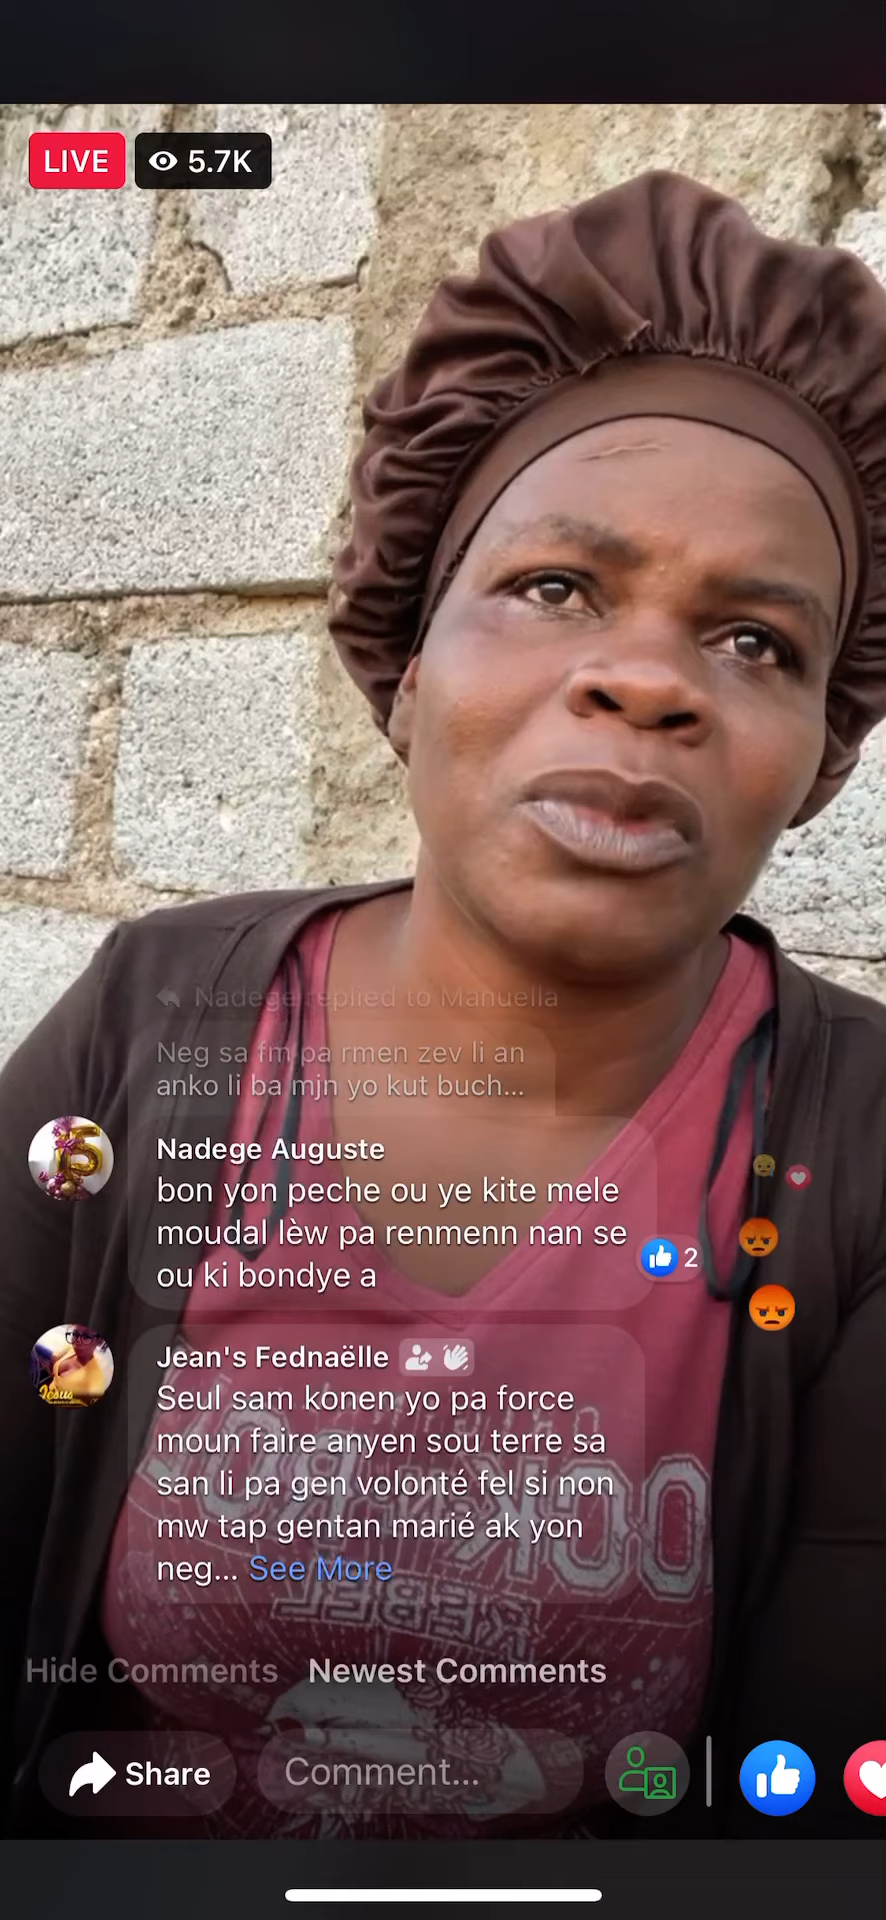 LIVE
5.7K
Nadege replied to Manuella
Neg sa fm pa rmen zev li an
anko li ba mjn yo kut buch...
Nadege Auguste
bon yon peche ou ye kite mele
moudal lèw pa renmenn nan se
ou ki bondye a
2
Jean's Fednaëlle
Seul sam konen yo pa force
moun faire anyen sou terre sa
san li pa gen volonté fel si non
mw tap gentan marié ak yon
neg... See More
REBEL
Hide Comments Newest Comments
Share
Comment...